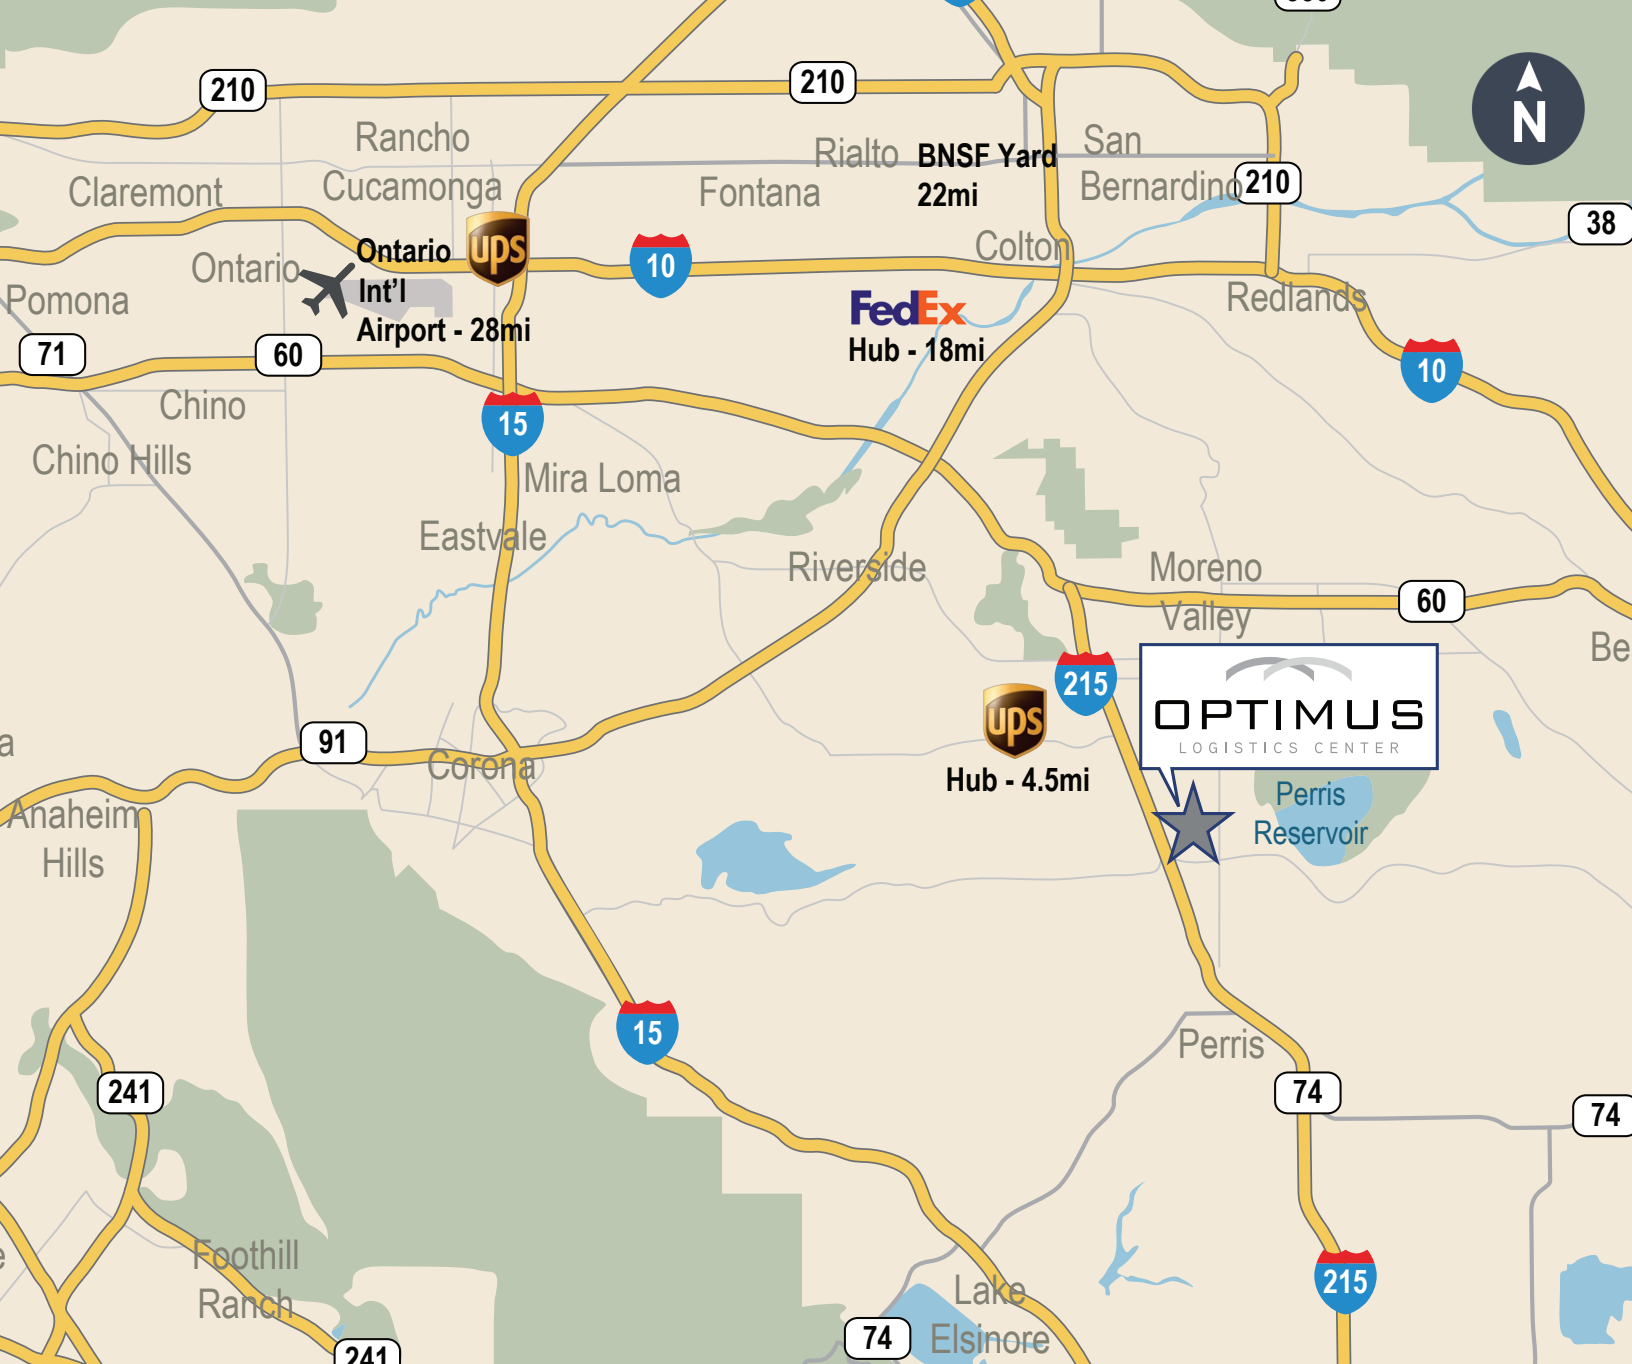 210
210
N
Rancho
Cucamonga
Claremont
Rialto
BNSF Yard
22mi
San
Bernardino
210
Fontana
38
Ontario
Ontario
Int'l
Airport - 28mi
ups
10
Colton
Pomona
FedEx
Hub - 18mi
Redlands
71
60
10
Chino
15
Chino Hills
Mira Loma
Eastvale
Riverside
Moreno
Valley
60
Be
215
OPTIMUS
LOGISTICS CENTER
ups
Hub - 4.5mi
91
a
Corona
Anaheim
Hills
Perris
Reservoir
15
Perris
241
74
74
Foothill
Ranch
215
Lake
Elsinore
74
241